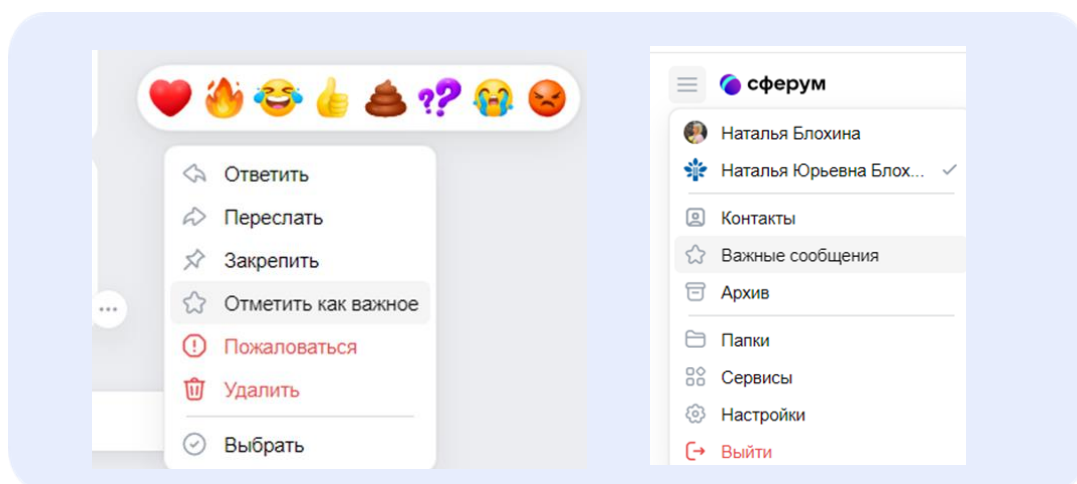 Ответить
Переслать
Закрепить
Отметить как важное
Пожаловаться
Удалить
Выбрать
сферум
Наталья Блохина
Наталья Юрьевна Блох...
Контакты
Важные сообщения
Архив
Папки
Сервисы
Настройки
Выйти